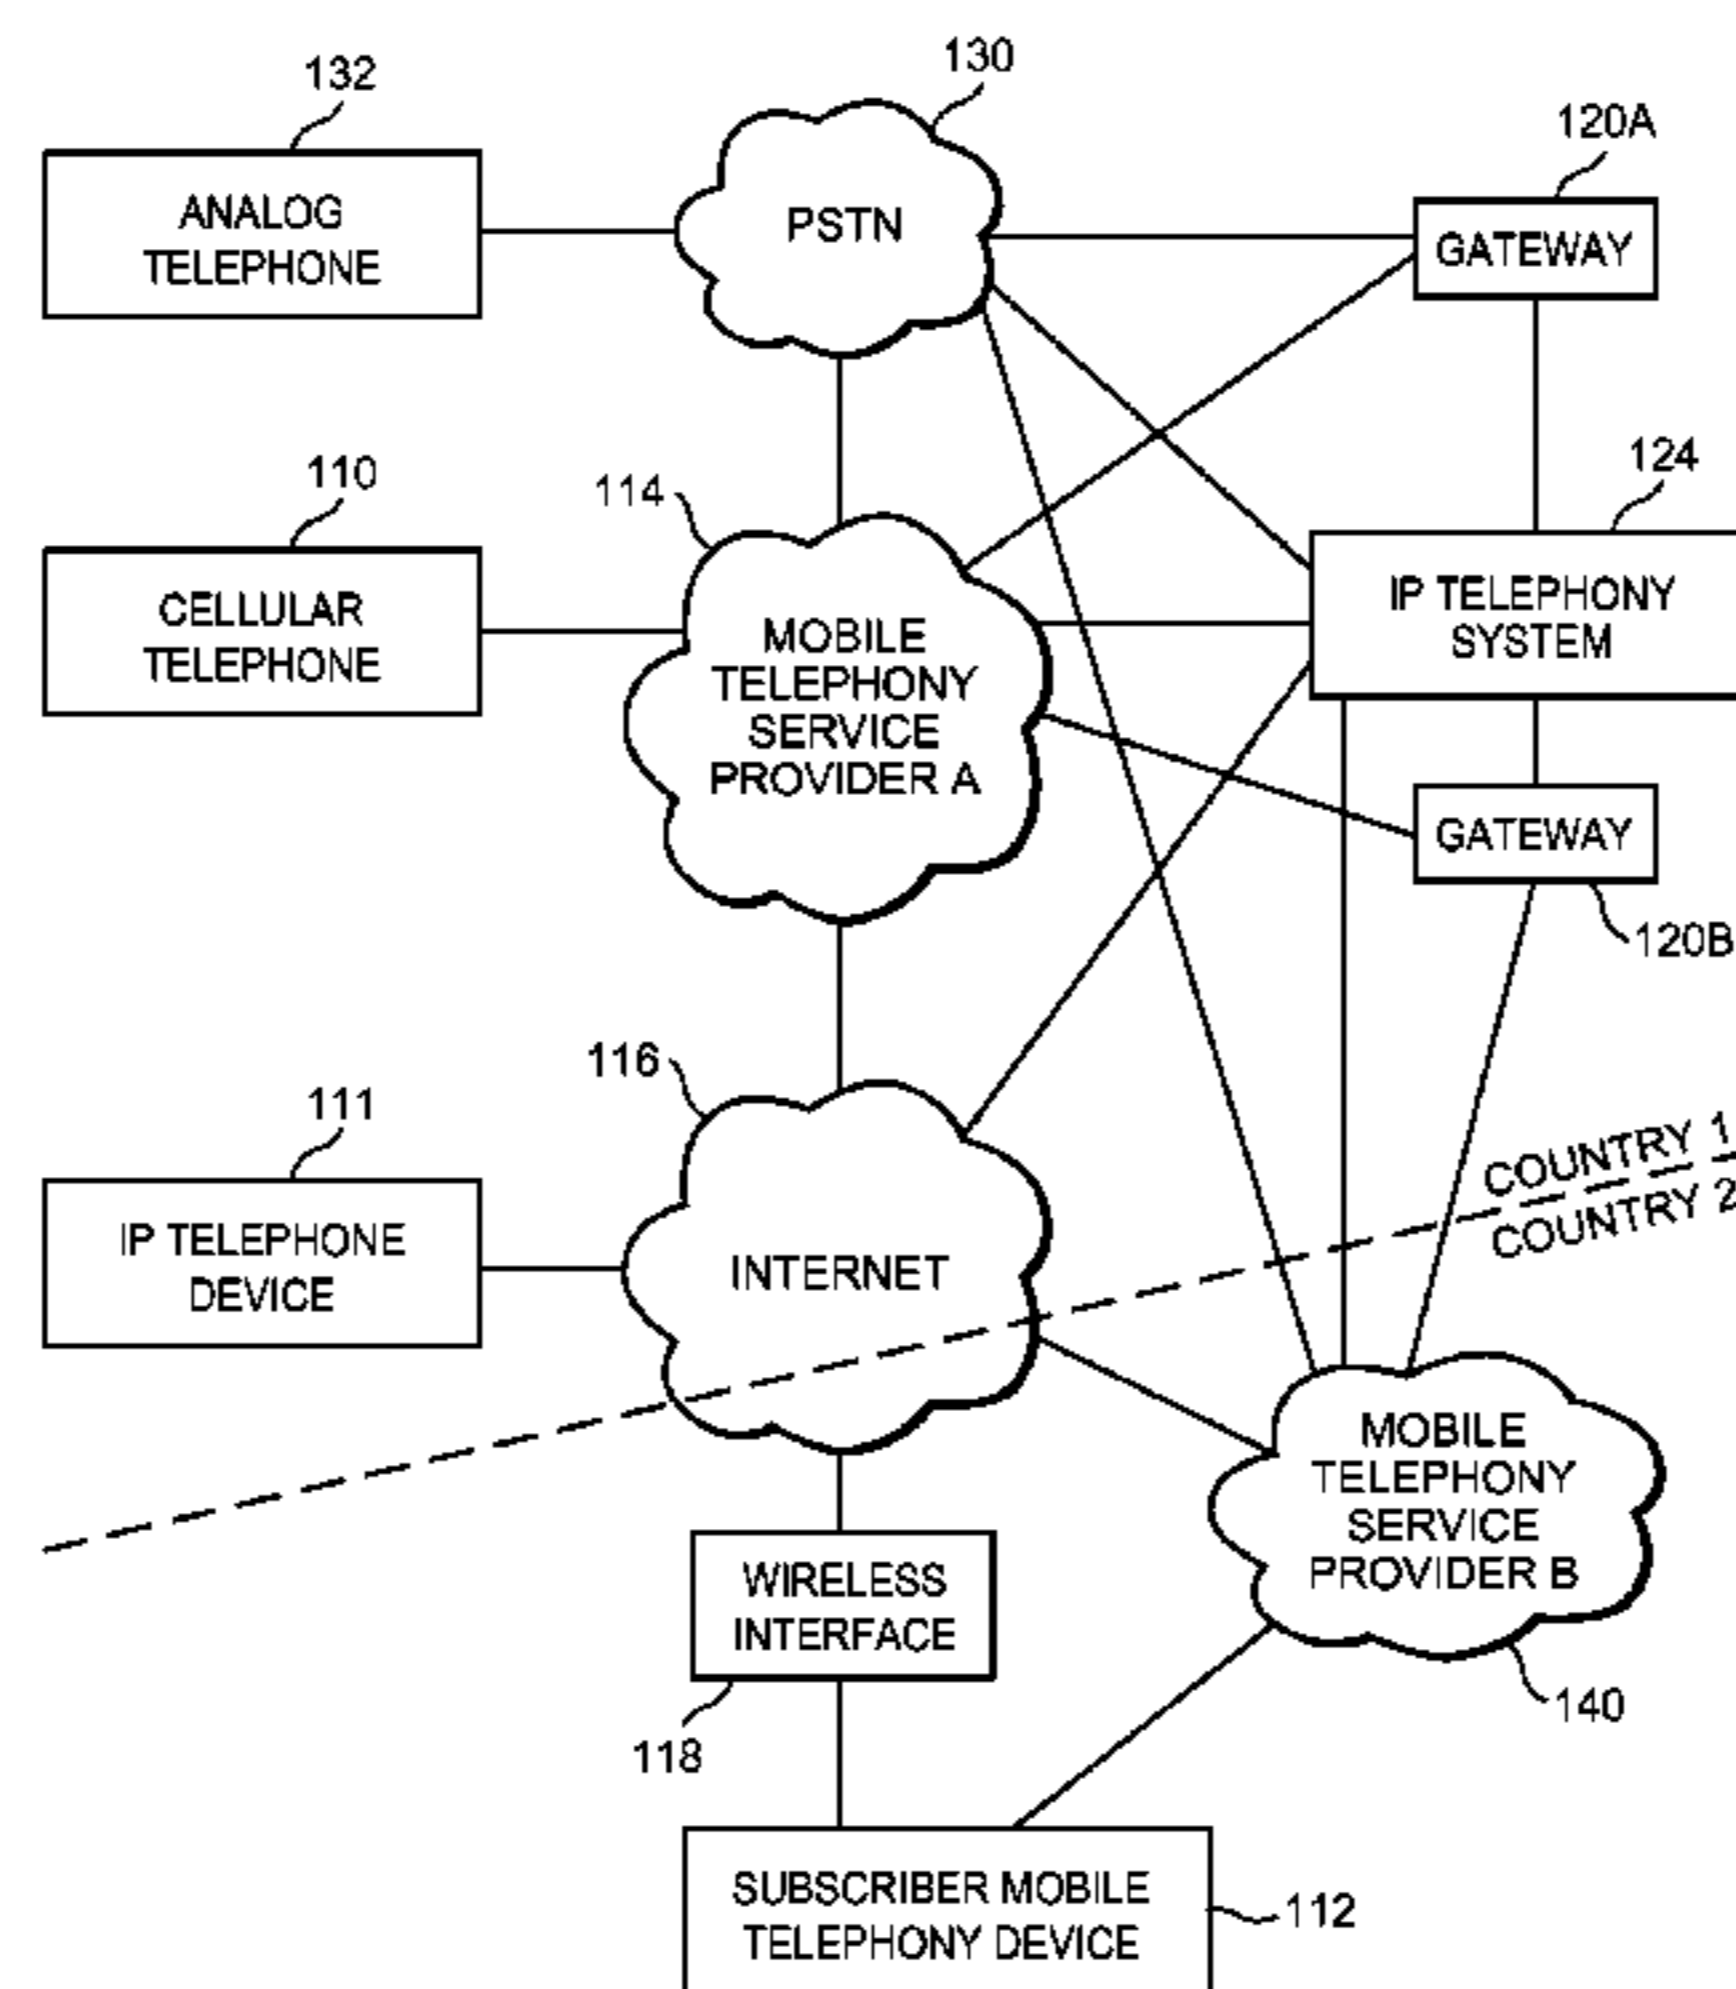 132
130
120A
ANALOG
TELEPHONE
PSTN
GATEWAY
110
114
124
CELLULAR
TELEPHONE
MOBILE
TELEPHONY
SERVICE
PROVIDER A
IP TELEPHONY
SYSTEM
GATEWAY
120B
116
111
COUNTRY 1
COUNTRY 2
IP TELEPHONE
DEVICE
INTERNET
MOBILE
TELEPHONY
SERVICE
PROVIDER B
WIRELESS
INTERFACE
140
118
SUBSCRIBER MOBILE
TELEPHONY DEVICE
112